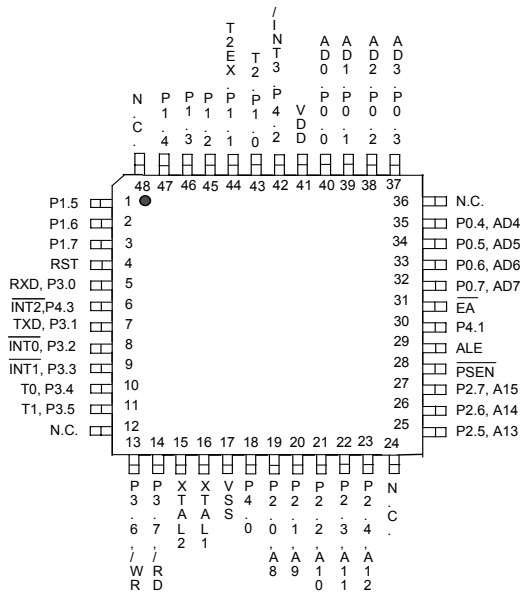 N.C.
P1.4
P1.3
P1.2
T2EX,P1.1
T2,P1.0
/INT3,P4.2
VDD
AD0,P0.0
AD1,P0.1
AD2,P0.2
AD3,P0.3
48 47 46 45 44 43 42 41 40 39 38 37
P1.5 1
P1.6 2
P1.7 3
RST 4
RXD, P3.0 5
INT2,P4.3 6
TXD, P3.1 7
INT0, P3.2 8
INT1, P3.3 9
T0, P3.4 10
T1, P3.5 11
N.C. 12
36 N.C.
35 P0.4, AD4
34 P0.5, AD5
33 P0.6, AD6
32 P0.7, AD7
31 EA
30 P4.1
29 ALE
28 PSEN
27 P2.7, A15
26 P2.6, A14
25 P2.5, A13
13 14 15 16 17 18 19 20 21 22 23 24
P3.6,/WR
P3.7,/RD
XTAL2
XTAL1
VSS
P4.0
P2.0,A8
P2.1,A9
P2.2,A10
P2.3,A11
P2.4,A12
N.C.